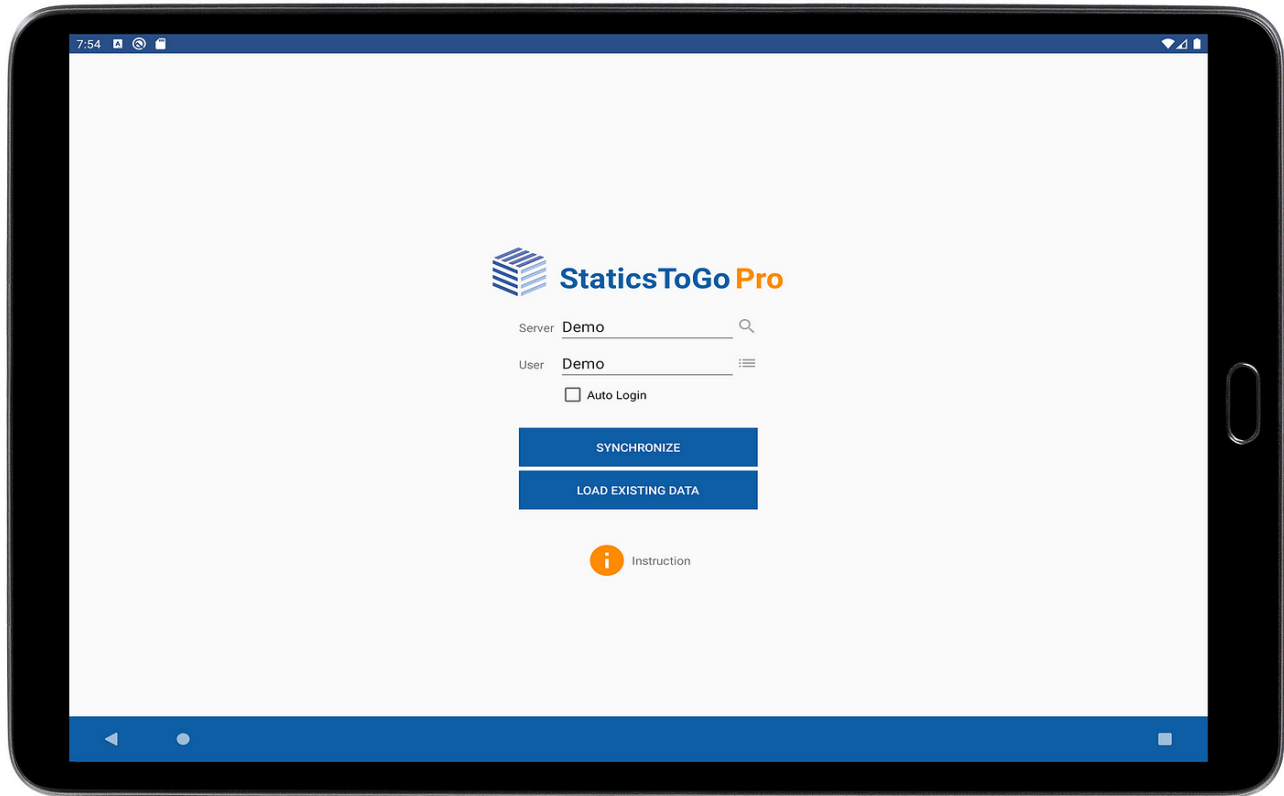 7:54
StaticsToGo Pro
Server Demo
User Demo
Auto Login
SYNCHRONIZE
LOAD EXISTING DATA
i Instruction